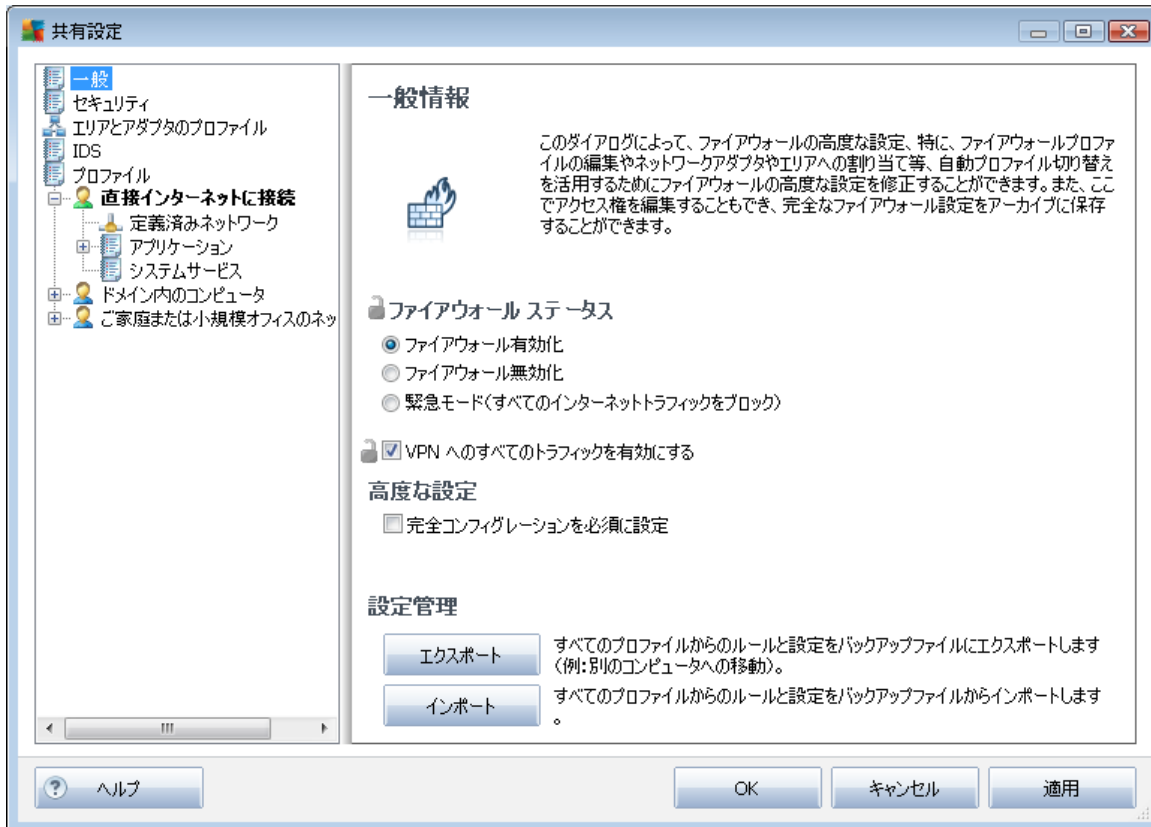 共有設定
一般
セキュリティ
エリアとアダプタのプロファイル
IDS
プロファイル
直接インターネットに接続
定義済みネットワーク
アプリケーション
システムサービス
ドメイン内のコンピュータ
ご家庭または小規模オフィスのネッ
一般情報
このダイアログによって、ファイアウォールの高度な設定、特に、ファイアウォールプロファ
イルの編集やネットワークアダプタやエリアへの割り当て等、自動プロファイル切り替え
を活用するためにファイアウォールの高度な設定を修正することができます。また、ここ
でアクセス権を編集することもでき、完全なファイアウォール設定をアーカイブに保存
することができます。
ファイアウォール ステータス
ファイアウォール有効化
ファイアウォール無効化
緊急モード(すべてのインターネットトラフィックをブロック)
VPN へのすべてのトラフィックを有効にする
高度な設定
完全コンフィグレーションを必須に設定
設定管理
エクスポート
すべてのプロファイルからのルールと設定をバックアップファイルにエクスポートします
(例:別のコンピュータへの移動)。
インポート
すべてのプロファイルからのルールと設定をバックアップファイルからインポートします
。
ヘルプ
OK
キャンセル
適用